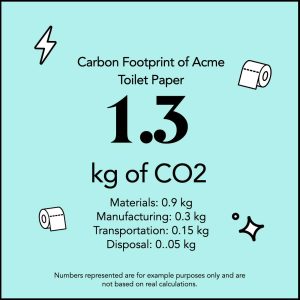 Carbon Footprint of Acme
Toilet Paper
1.3
kg of CO2
Materials: 0.9 kg
Manufacturing: 0.3 kg
Transportation: 0.15 kg
Disposal: 0..05 kg
Numbers represented are for example purposes only and are
not based on real calculations.